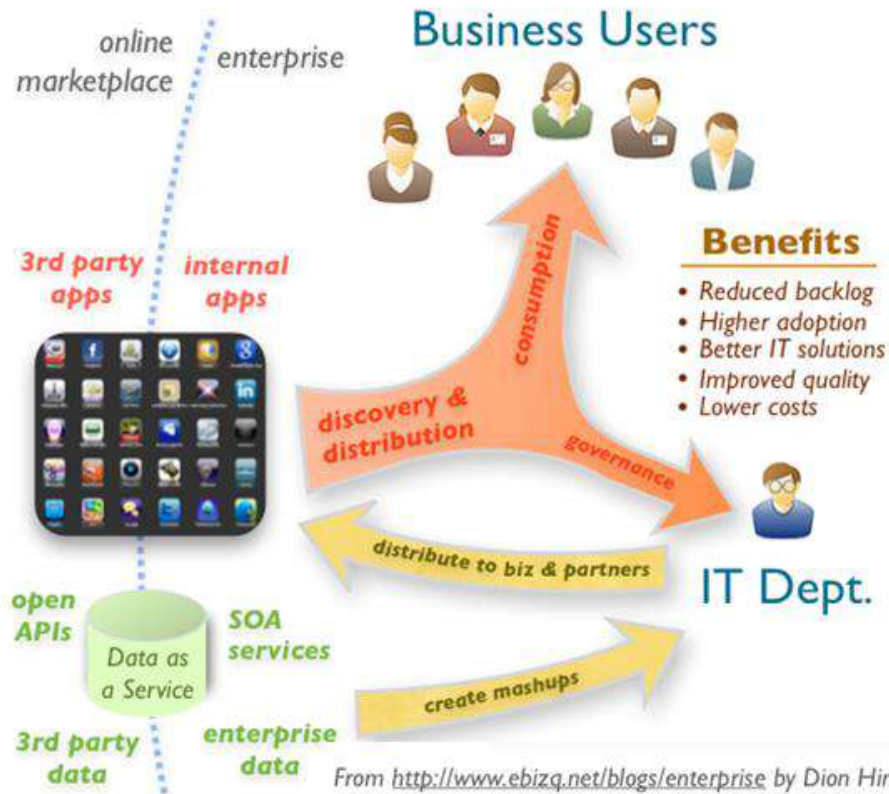 Business Users
online
marketplace
enterprise
3rd party
apps
internal
apps
Benefits
• Reduced backlog
• Higher adoption
• Better IT solutions
• Improved quality
• Lower costs
consumption
discovery &
distribution
governance
distribute to biz & partners
IT Dept.
open
APIs
SOA
services
Data as
a Service
create mashups
3rd party
data
enterprise
data
From http://www.ebizq.net/blogs/enterprise by Dion Hin